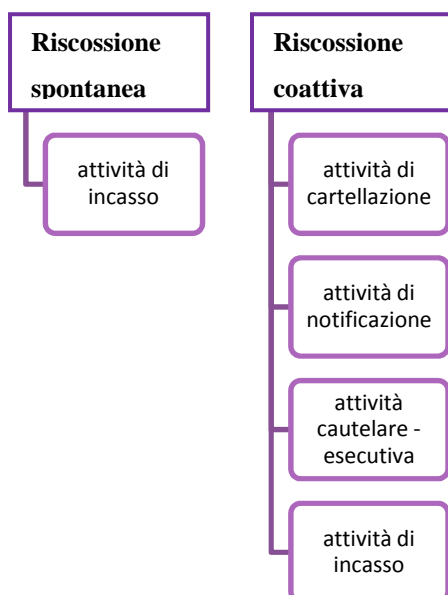 Riscossione
spontanea
attività di
incasso
Riscossione
coattiva
attività di
cartellazione
attività di
notificazione
attività
cautelare -
esecutiva
attività di
incasso